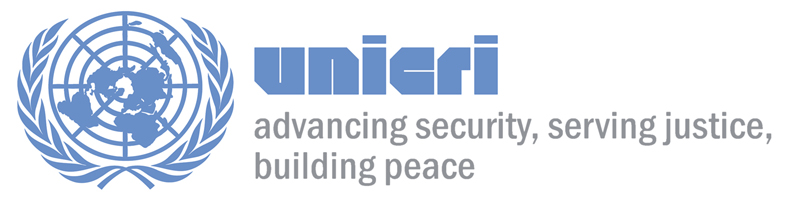 unicri
advancing security, serving justice,
building peace